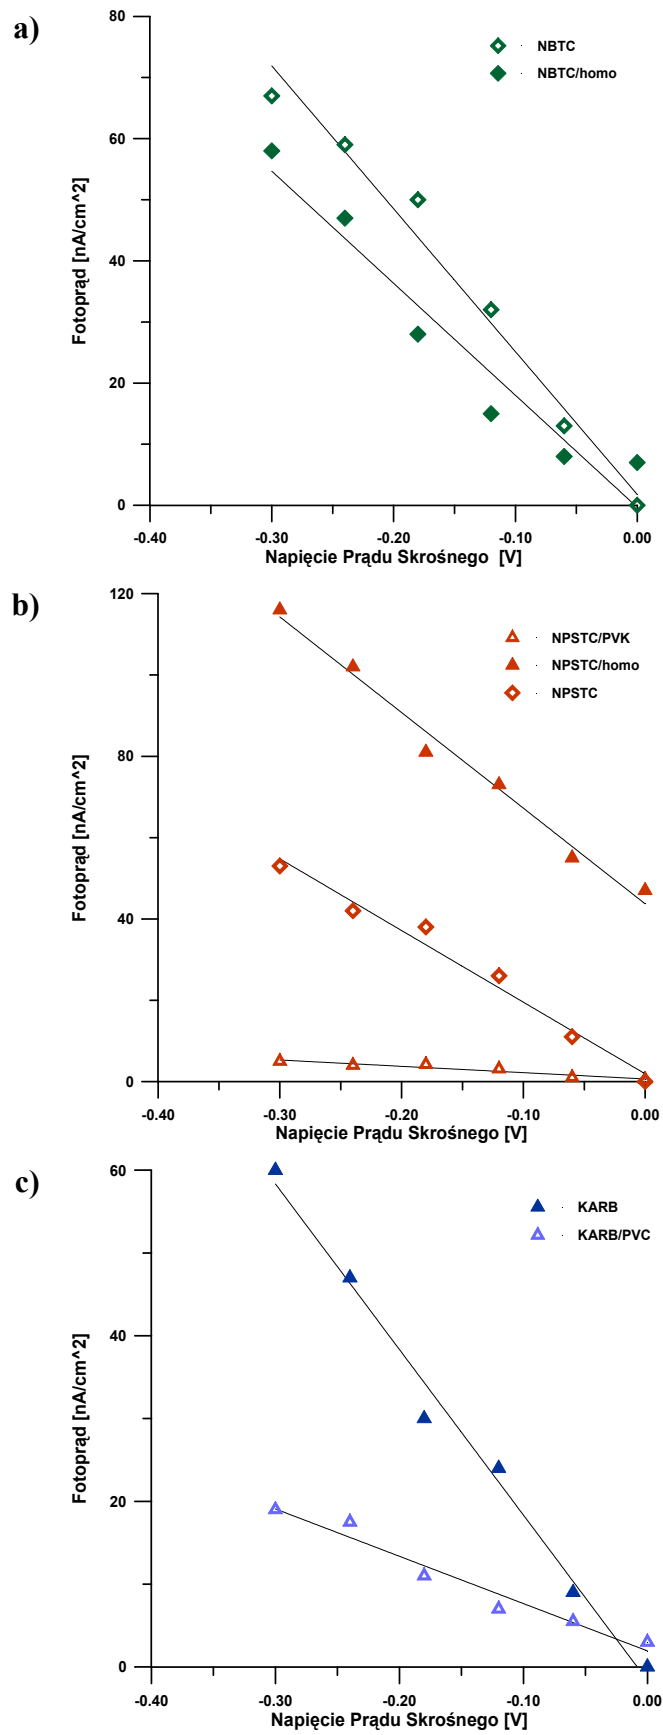 a)
80
60
40
20
0
Fotoprąd [nA/cm^2]
NBTC
NBTC/homo
-0.40
-0.30
-0.20
-0.10
0.00
Napięcie Prądu Skrośnego [V]
b)
120
80
40
0
Fotoprąd [nA/cm^2]
NPSTC/PVK
NPSTC/homo
NPSTC
-0.40
-0.30
-0.20
-0.10
0.00
Napięcie Prądu Skrośnego [V]
c)
60
40
20
0
Fotoprąd [nA/cm^2]
KARB
KARB/PVC
-0.40
-0.30
-0.20
-0.10
0.00
Napięcie Prądu Skrośnego [V]